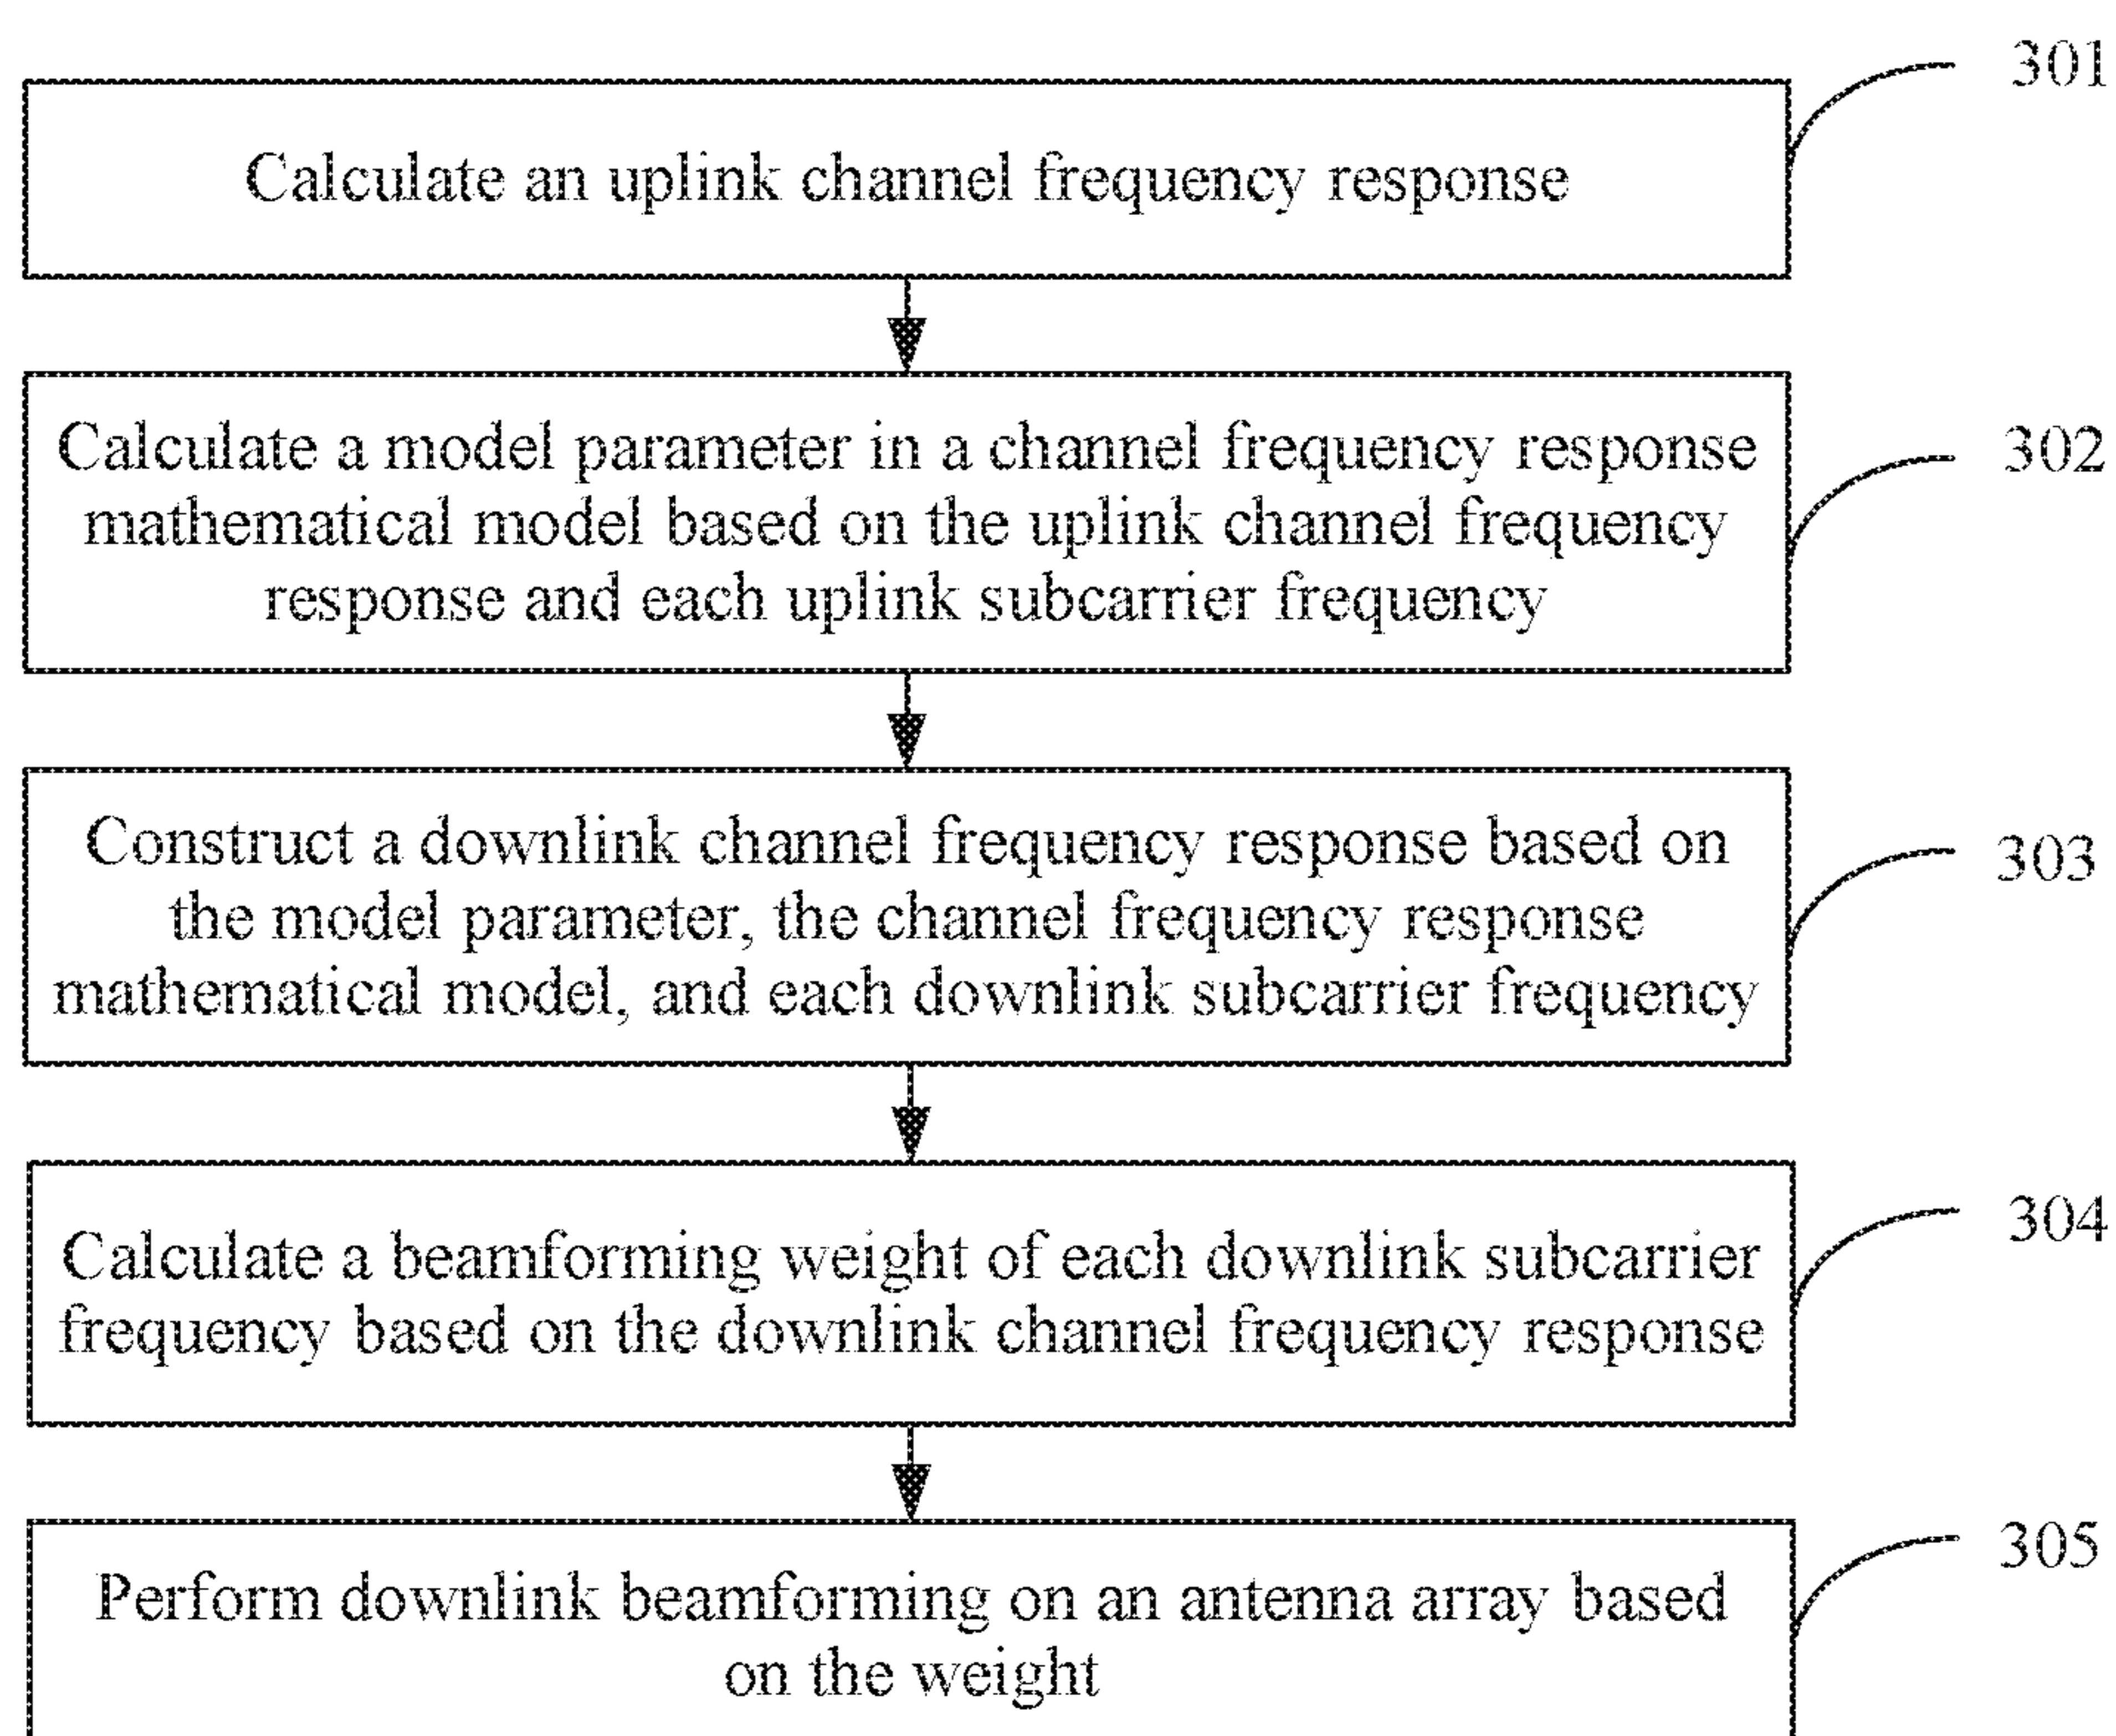 301
Calculate an uplink channel frequency response
302
Calculate a model parameter in a channel frequency response
mathematical model based on the uplink channel frequency
response and each uplink subcarrier frequency
303
Construct a downlink channel frequency response based on
the model parameter, the channel frequency response
mathematical model, and each downlink subcarrier frequency
304
Calculate a beamforming weight of each downlink subcarrier
frequency based on the downlink channel frequency response
305
Perform downlink beamforming on an antenna array based
on the weight